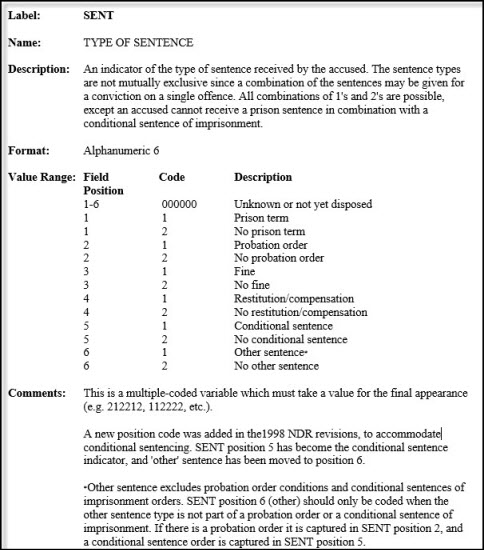 Label: SENT
Name: TYPE OF SENTENCE
Description: An indicator of the type of sentence received by the accused. The sentence types
are not mutually exclusive since a combination of the sentences may be given for
a conviction on a single offence. All combinations of 1's and 2's are possible,
except an accused cannot receive a prison sentence in combination with a
conditional sentence of imprisonment.
Format: Alphanumeric 6
Value Range: Field Code Description
Position
1-6 000000 Unknown or not yet disposed
1 1 Prison term
1 2 No prison term
2 1 Probation order
2 2 No probation order
3 1 Fine
3 2 No fine
4 1 Restitution/compensation
4 2 No restitution/compensation
5 1 Conditional sentence
5 2 No conditional sentence
6 1 Other sentence*
6 2 No other sentence
Comments: This is a multiple-coded variable which must take a value for the final appearance
(e.g. 212212, 112222, etc.).
A new position code was added in the1998 NDR revisions, to accommodate
conditional sentencing. SENT position 5 has become the conditional sentence
indicator, and 'other' sentence has been moved to position 6.
*Other sentence excludes probation order conditions and conditional sentences of
imprisonment orders. SENT position 6 (other) should only be coded when the
other sentence type is not part of a probation order or a conditional sentence of
imprisonment. If there is a probation order it is captured in SENT position 2, and
a conditional sentence order is captured in SENT position 5.